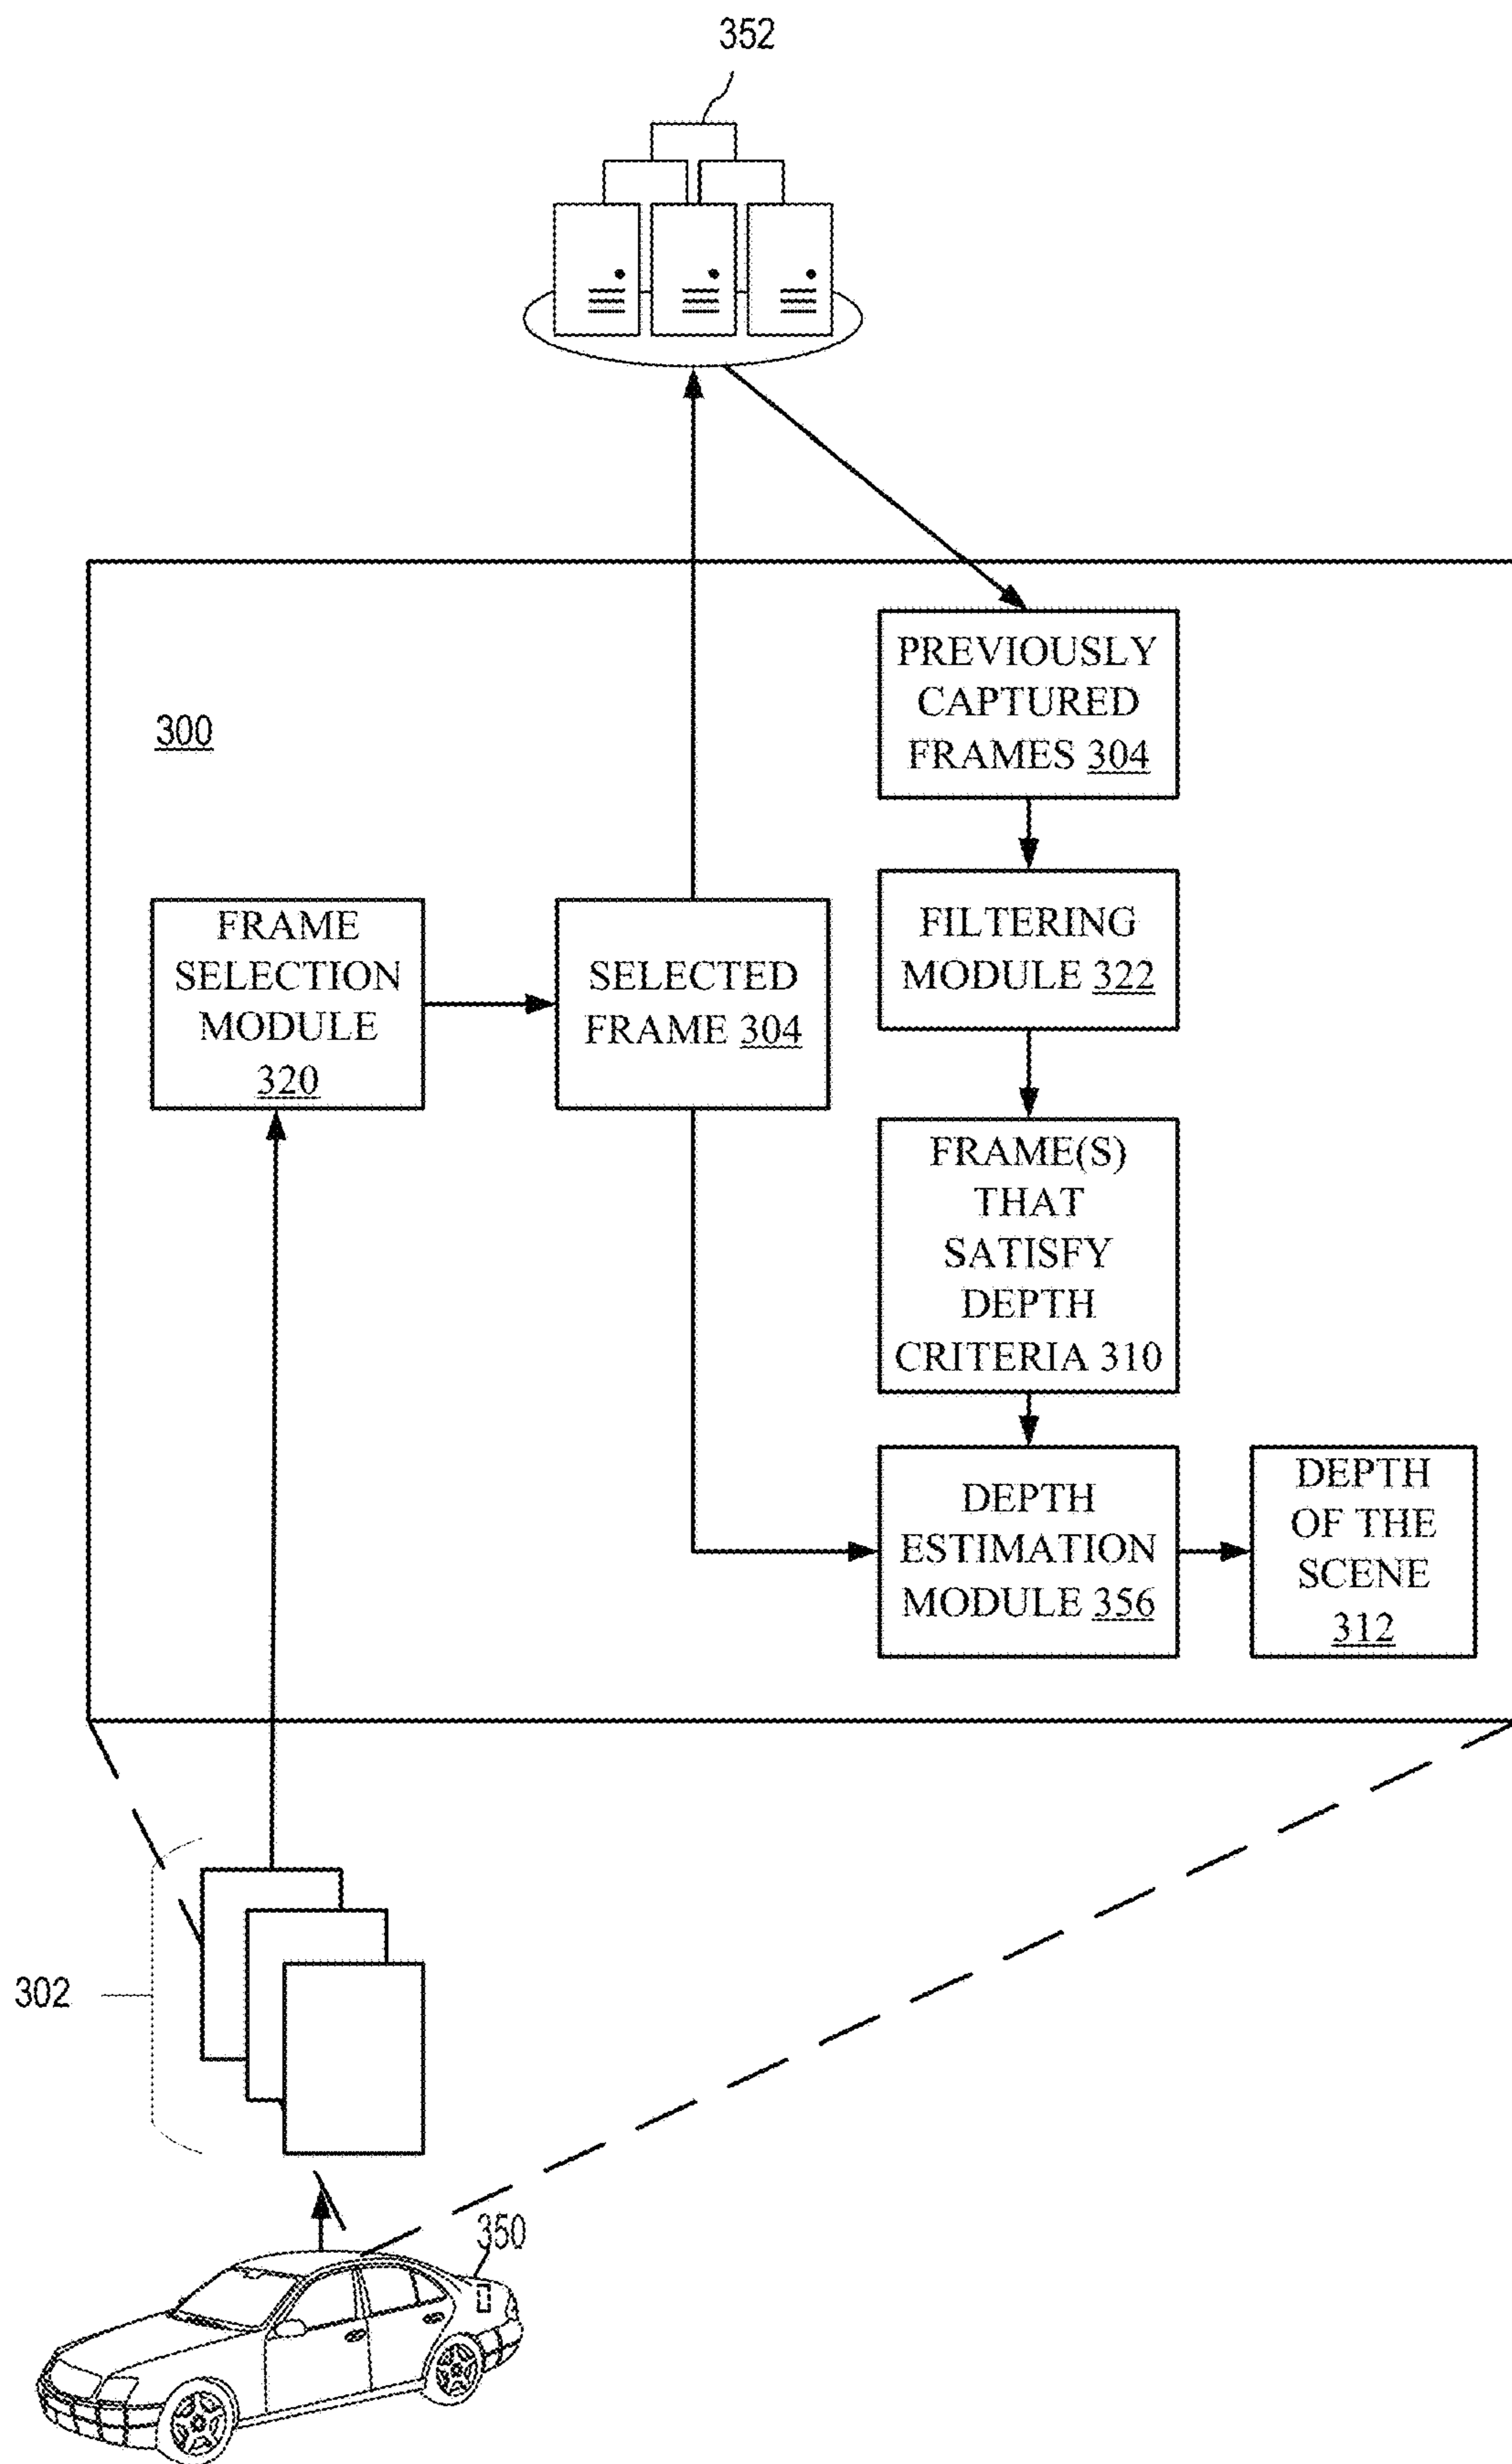 352
300
PREVIOUSLY
CAPTURED
FRAMES 304
FRAME
SELECTION
MODULE
320
SELECTED
FRAME 304
FILTERING
MODULE 322
FRAME(S)
THAT
SATISFY
DEPTH
CRITERIA 310
DEPTH
ESTIMATION
MODULE 356
DEPTH
OF THE
SCENE
312
302
350